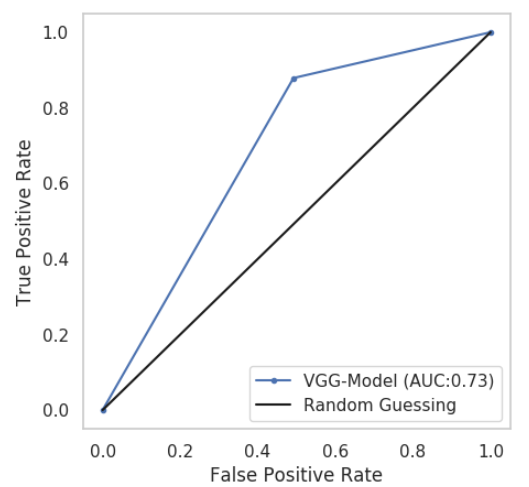 1.0
0.8
0.6
0.4
0.2
0.0
True Positive Rate
VGG-Model (AUC:0.73)
Random Guessing
0.0 0.2 0.4 0.6 0.8 1.0
False Positive Rate